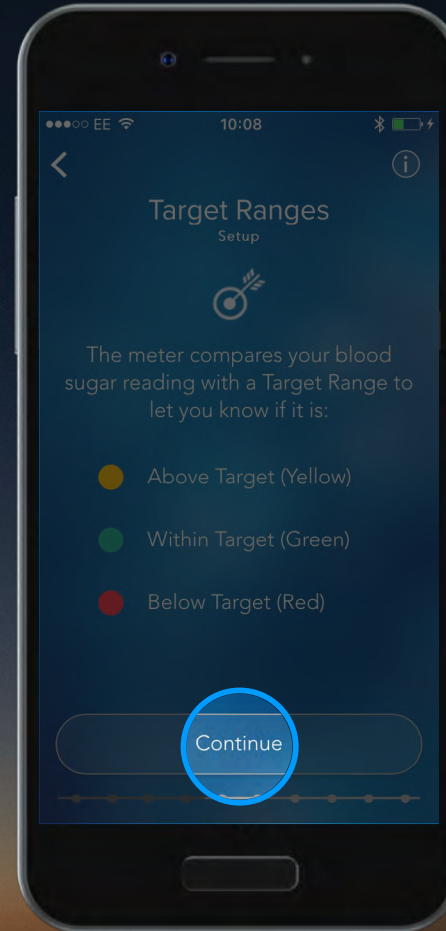 EE 10:08
Target Ranges
Setup
The meter compares your blood
sugar reading with a Target Range to
let you know if it is:
Above Target (Yellow)
Within Target (Green)
Below Target (Red)
Continue